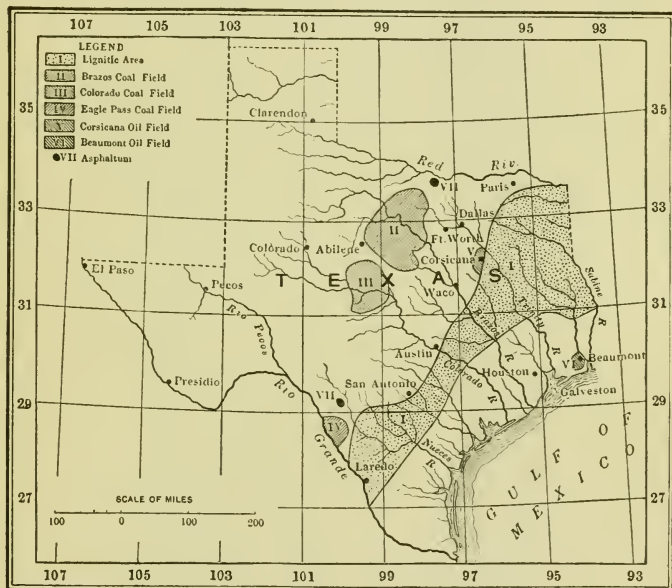 107 105 103 101 99 97 95 93
LEGEND
I Lignitic Area
II Brazos Coal Field
III Colorado Coal Field
IV Eagle Pass Coal Field
V Corsicana Oil Field
VI Beaumont Oil Field
VII Asphaltum
35 35
Clarendon
Red Riv.
VII
Paris
33 33
II
Dallas
Ft. Worth
Colorado
Abilene
Corsicana
V
I
El Paso
TEXAS
Pecos
III
Waco
Sabine R
31 31
Rio Pecos
Brazos R
Trinity R
Austin
Colorado R
Houston
VI
Beaumont
Presidio
Rio Grande
San Antonio
Galveston
29 29
VII
I
IV
Nueces R
Laredo
GULF OF MEXICO
27 27
SCALE OF MILES
100 0 100 200
107 105 103 101 99 97 95 93